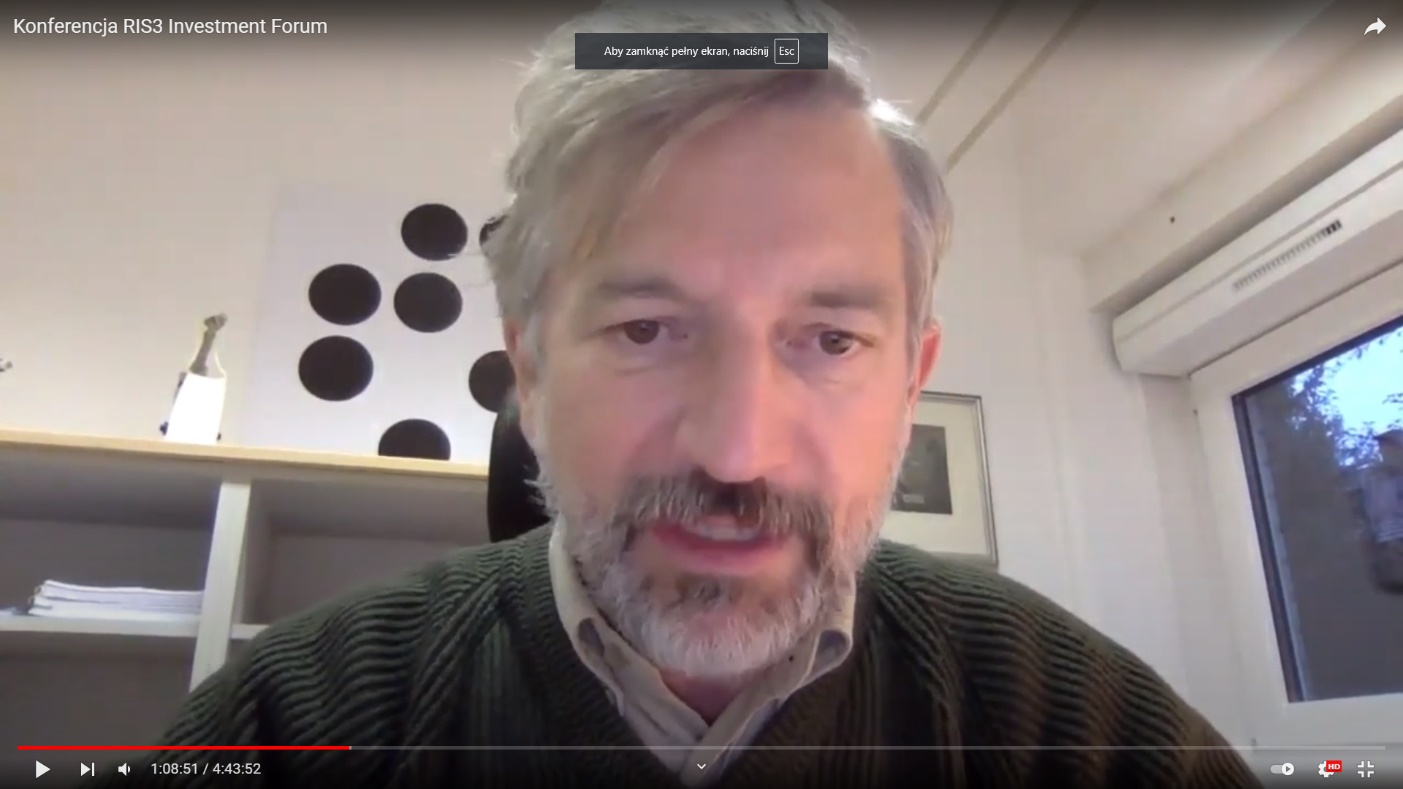 Konferencja RIS3 Investment Forum
Aby zamknąć pełny ekran, naciśnij Esc
1:08:51 / 4:43:52
HD